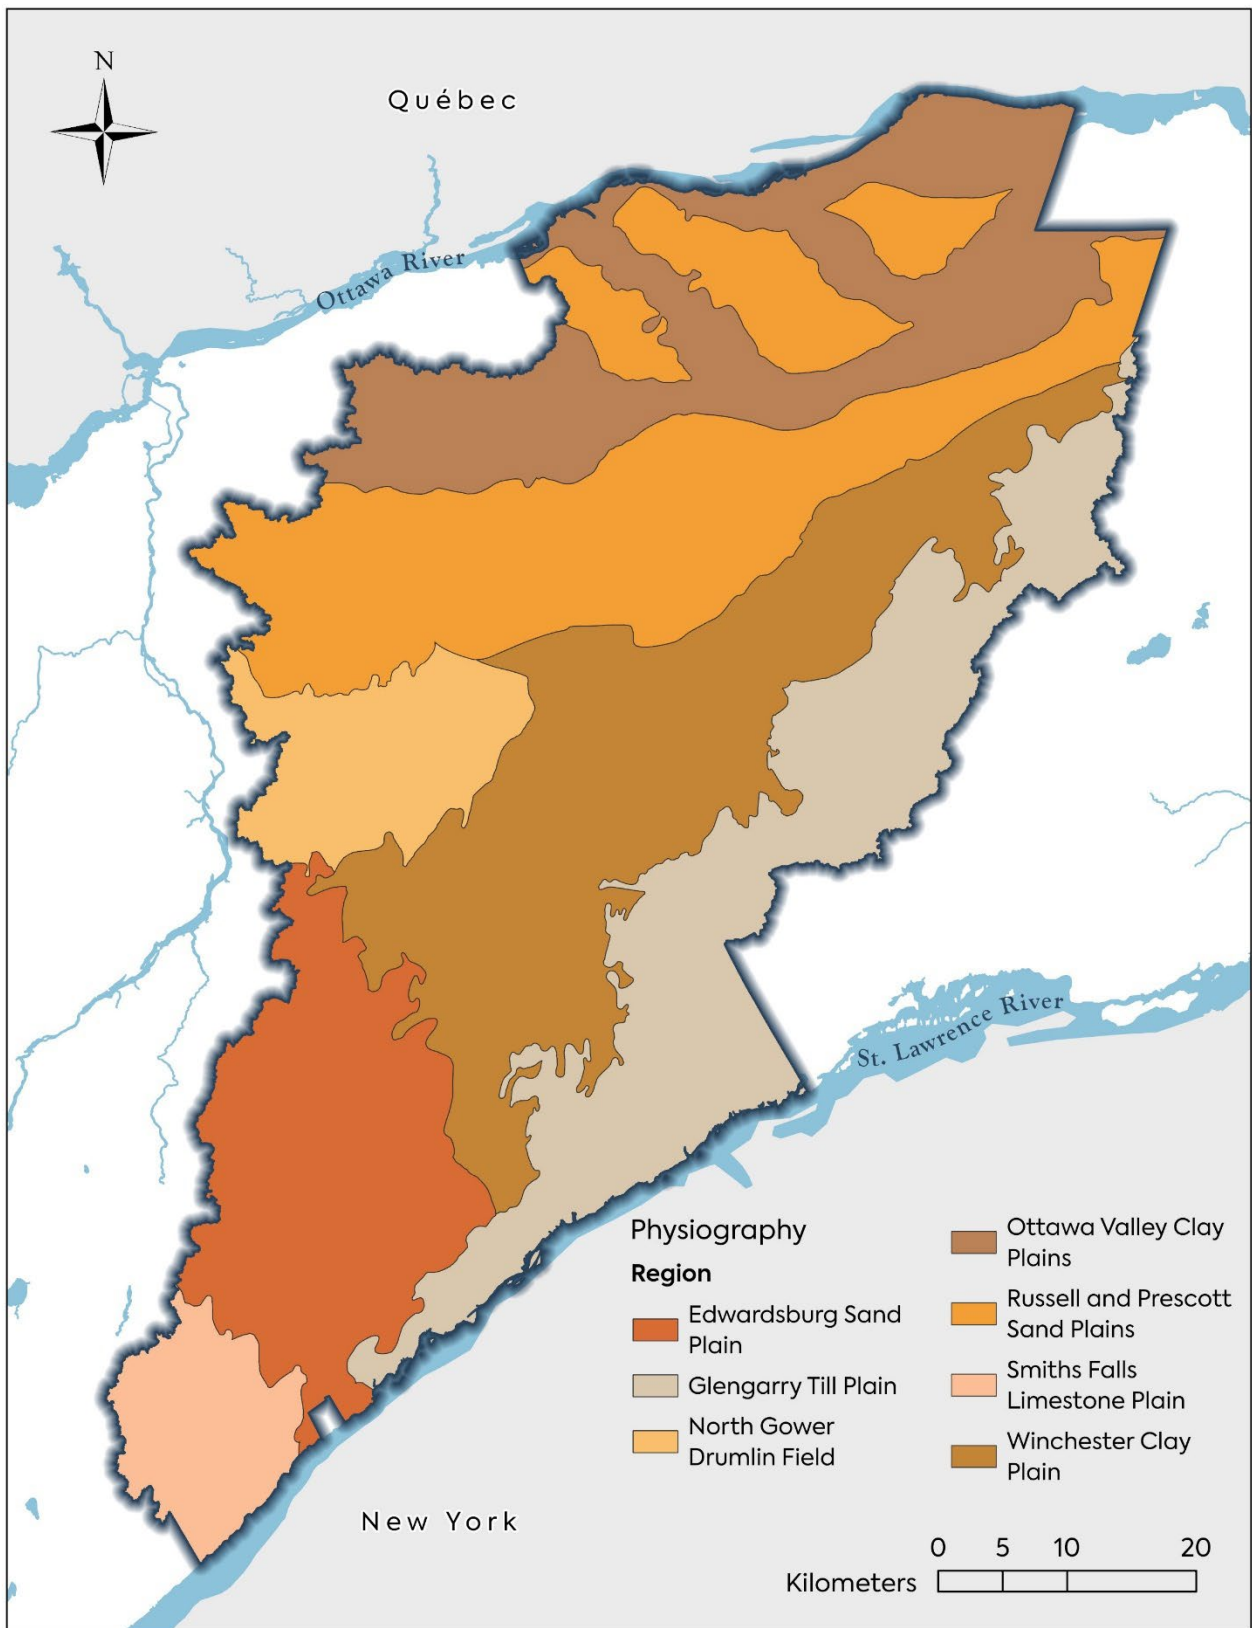 N
Québec
Ottawa River
St. Lawrence River
Physiography
Region
Edwardsburg Sand
Plain
Glengarry Till Plain
North Gower
Drumlin Field
Ottawa Valley Clay
Plains
Russell and Prescott
Sand Plains
Smiths Falls
Limestone Plain
Winchester Clay
Plain
New York
0 5 10 20
Kilometers